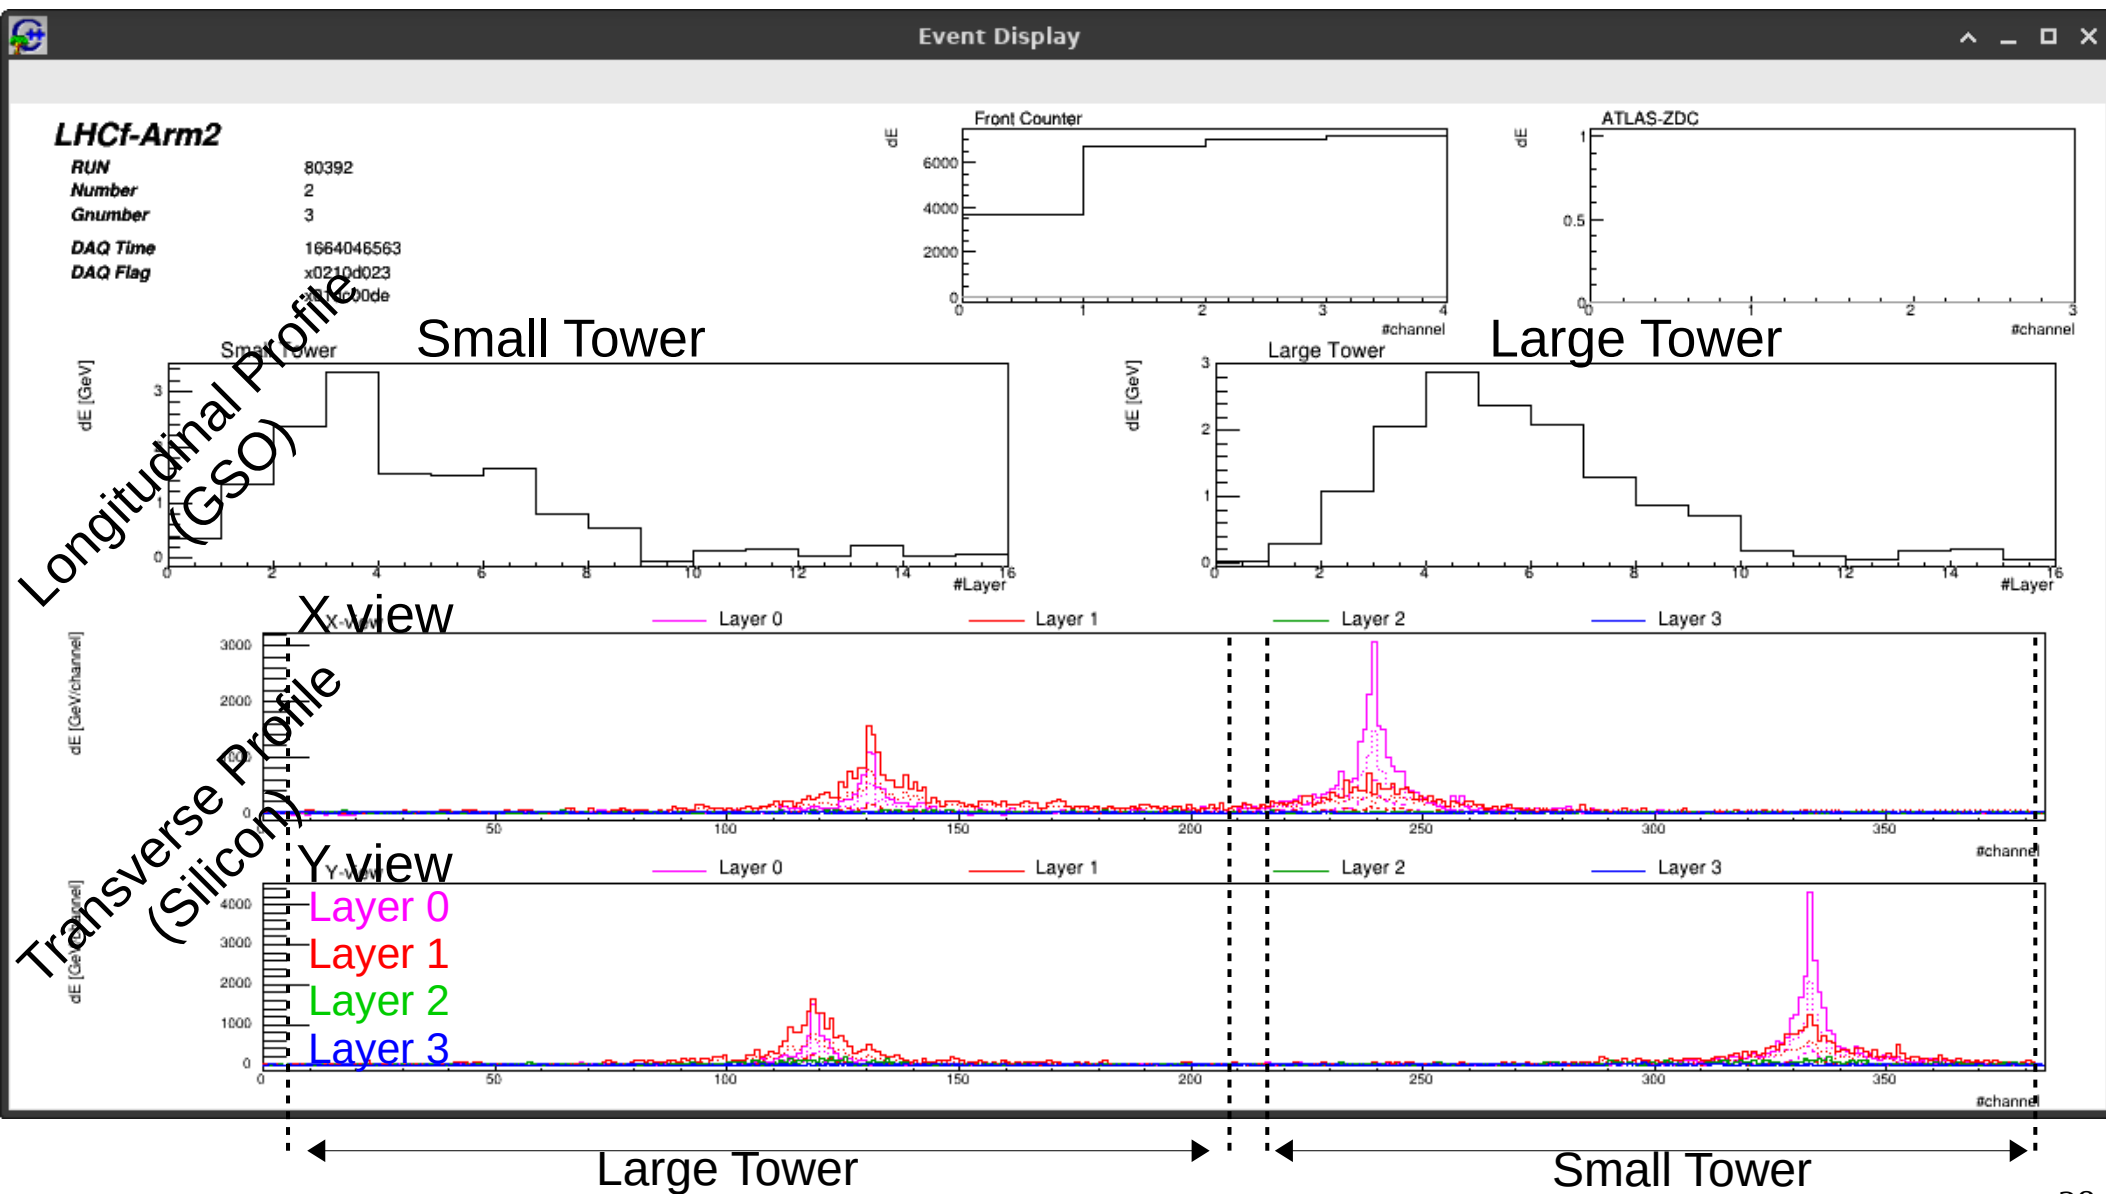 Event Display
LHCf-Arm2
RUN 80392
Number 2
Gnumber 3
DAQ Time 1664046563
DAQ Flag x0210d023
Front Counter
dE
6000
4000
2000
0
0 1 2 3 4
#channel
ATLAS-ZDC
dE
1
0.5
0
0 1 2 3
#channel
Longitudinal Profile
(GSO)
Small Tower
Small Tower
dE [GeV]
3
1
0
0 2 4 6 8 10 12 14 16
#Layer
Large Tower
Large Tower
dE [GeV]
3
2
1
0
0 2 4 6 8 10 12 14 16
#Layer
Transverse Profile
(Silicon)
X view
X-view
Layer 0 Layer 1 Layer 2 Layer 3
dE [GeV/channel]
3000
2000
0
0 50 100 150 200 250 300 350
#channel
Y view
Y-view
Layer 0 Layer 1 Layer 2 Layer 3
Layer 0
Layer 1
Layer 2
Layer 3
dE [GeV/channel]
4000
3000
2000
1000
0
0 50 100 150 200 250 300 350
#channel
Large Tower
Small Tower